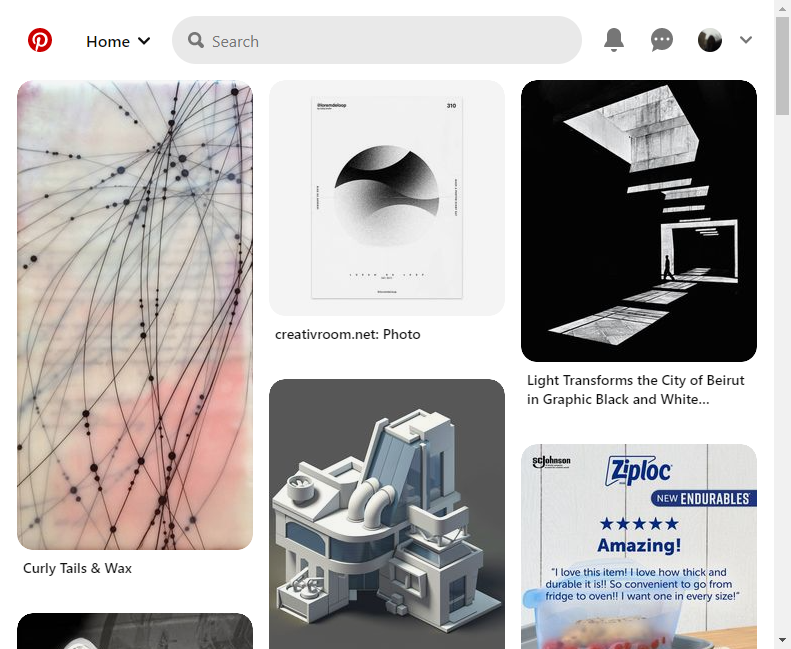 Home
Search
@loremdeloop
310
creativroom.net: Photo
Light Transforms the City of Beirut
in Graphic Black and White...
SC Johnson
Ziploc
NEW ENDURABLES
Amazing!
"I love this item! I love how thick and
durable it is!! So convenient to go from
fridge to oven!! I want one in every size!"
Curly Tails & Wax